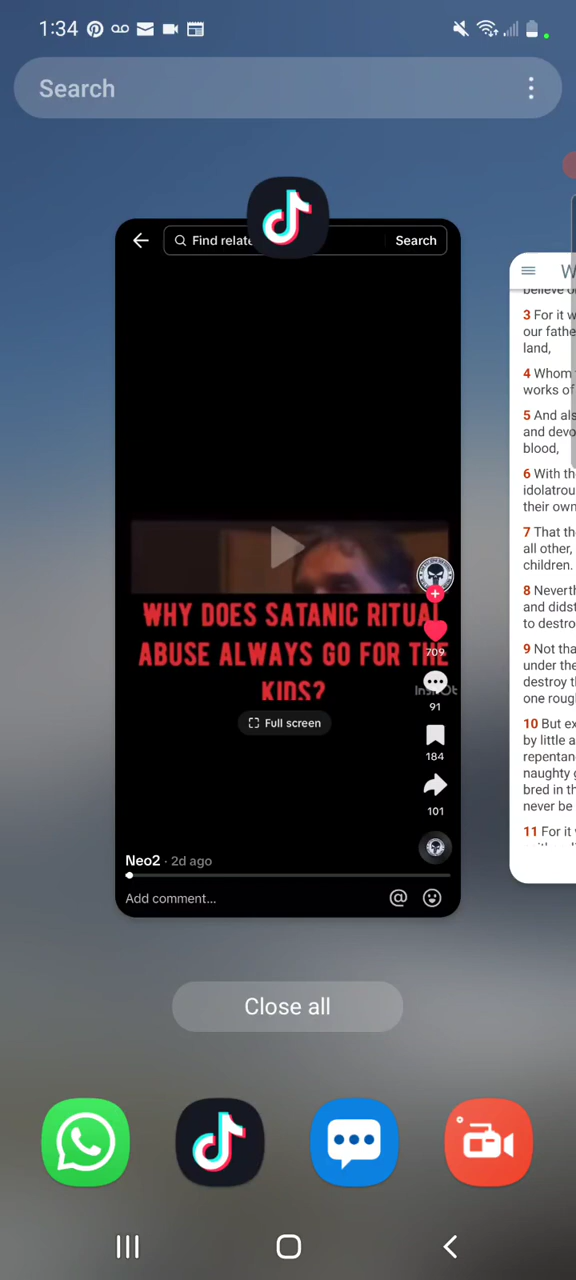 1:34
Search
Find relate
Search
WHY DOES SATANIC RITUAL
ABUSE ALWAYS GO FOR THE
KIDS?
Full screen
709
91
184
101
Neo2 · 2d ago
Add comment...
W
believe o
3 For it w
our fathe
land,
4 Whom
works of
5 And als
and devo
blood,
6 With th
idolatrou
their own
7 That th
all other,
children.
8 Neverth
and didst
to destro
9 Not tha
under the
destroy th
one rough
10 But ex
by little a
repentan
naughty g
bred in th
never be
11 For it w
Close all